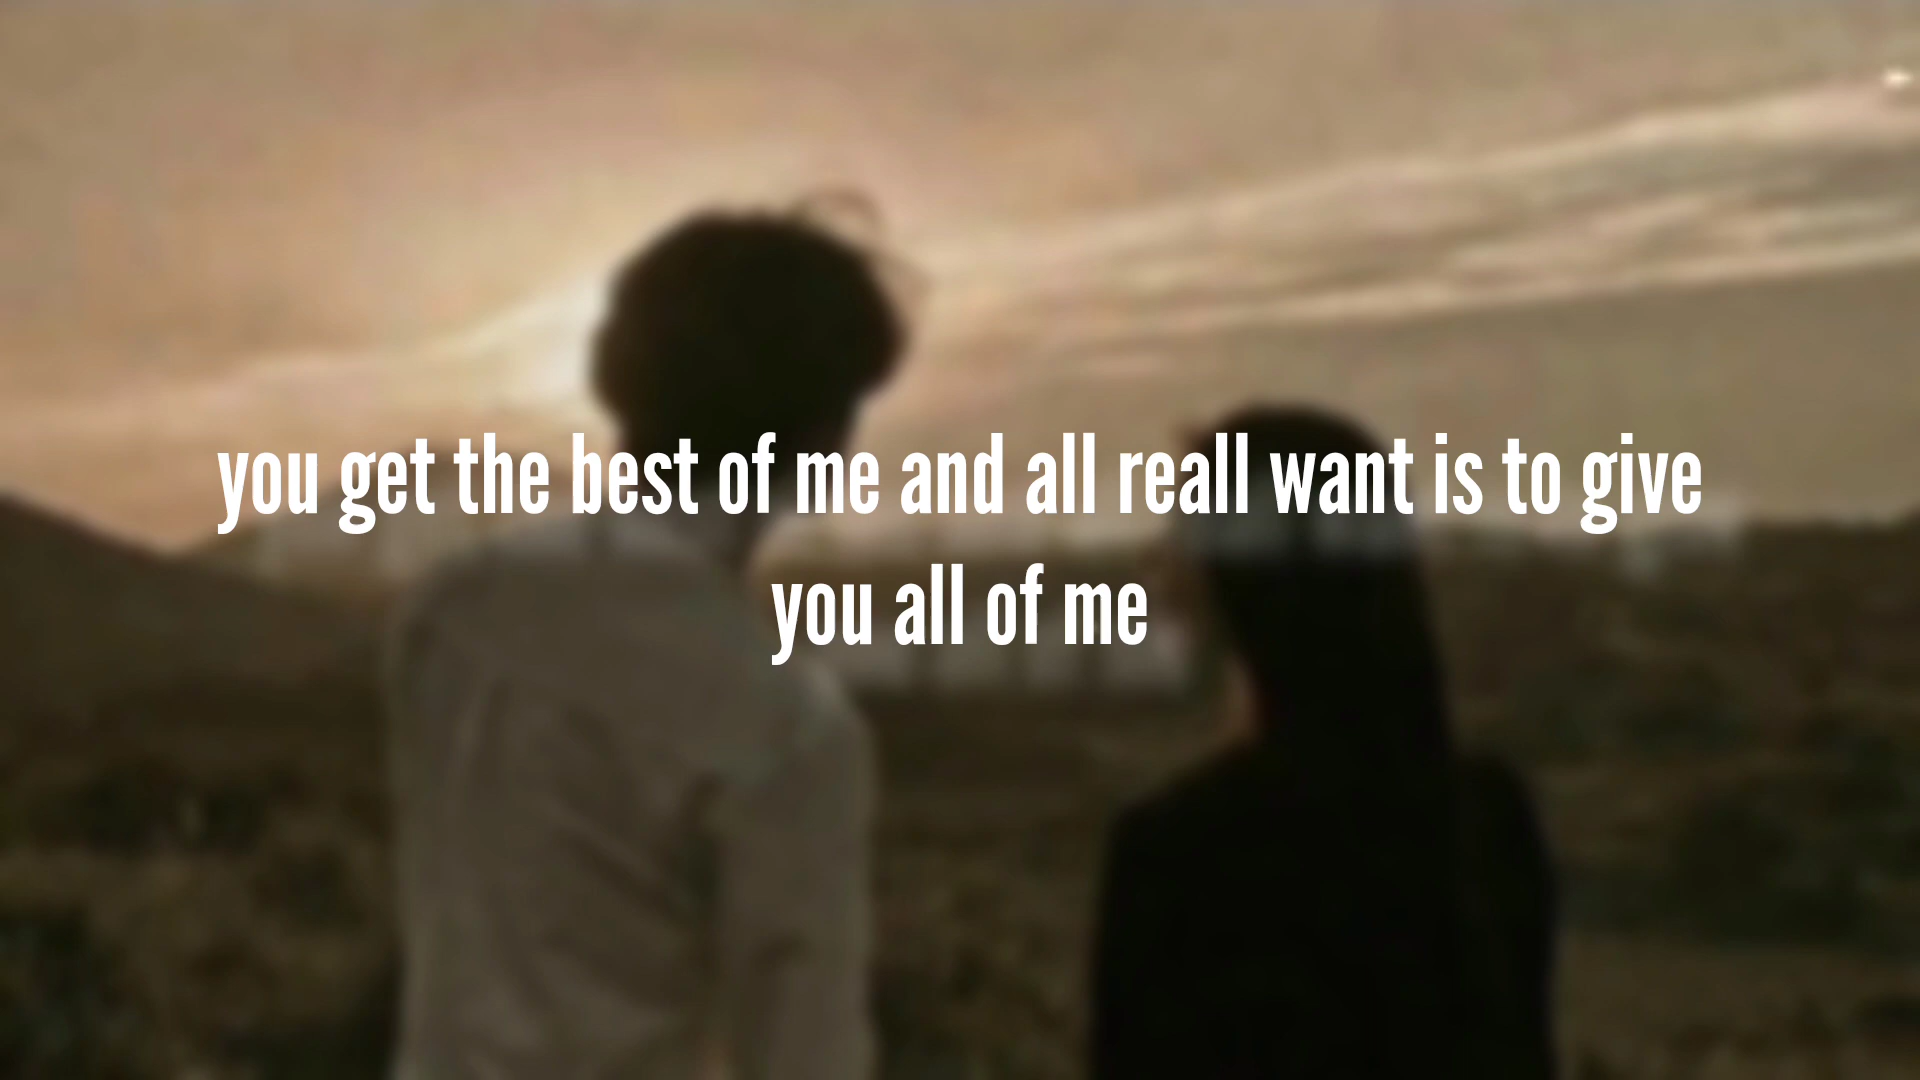 you get the best of me and all reall want is to give
you all of me